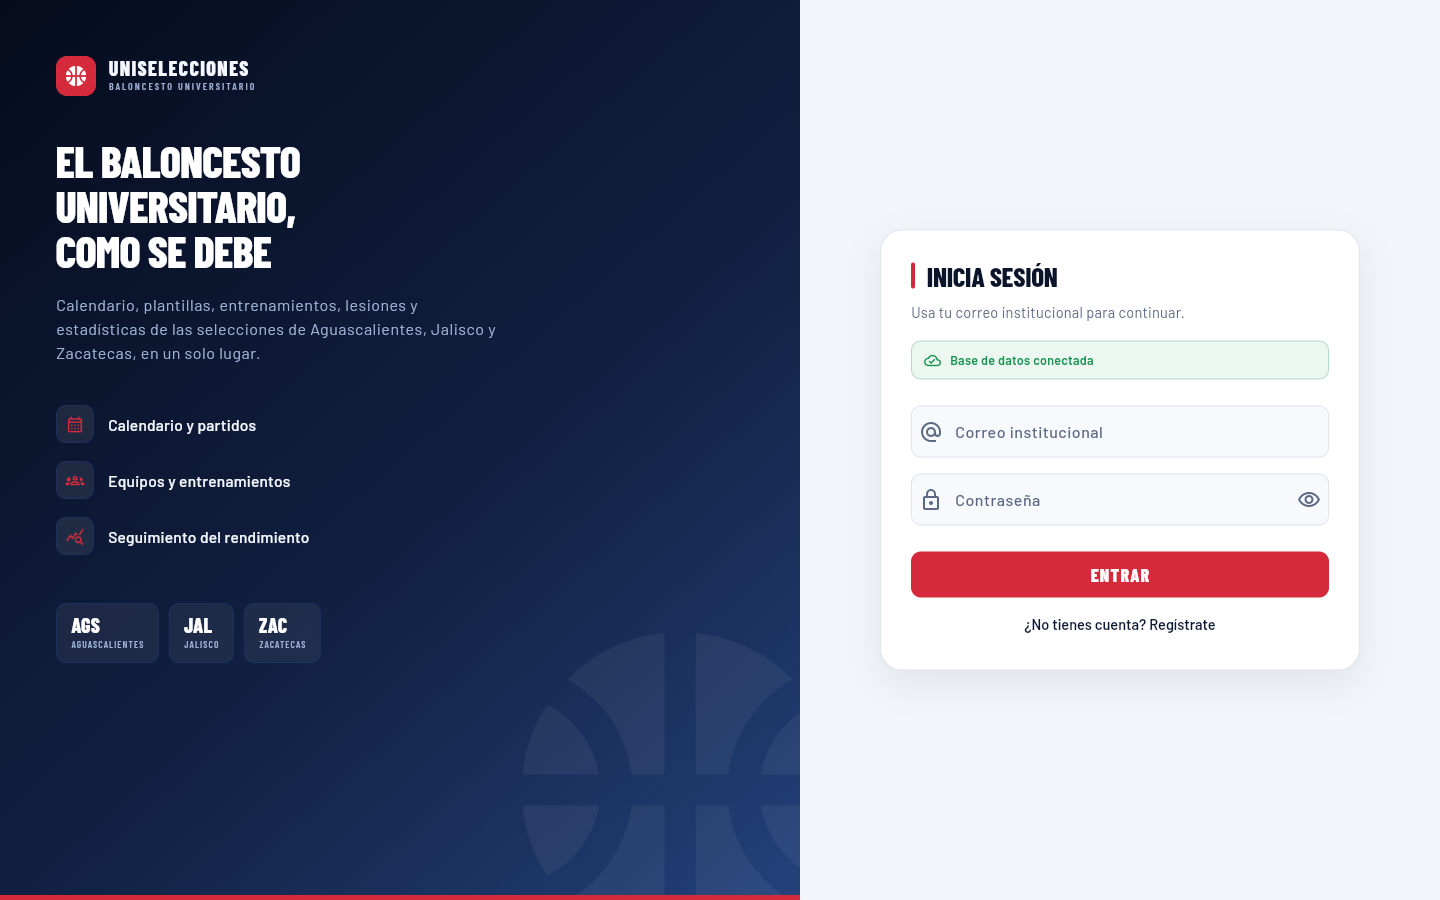 UNISELECCIONES
BALONCESTO UNIVERSITARIO
EL BALONCESTO
UNIVERSITARIO,
COMO SE DEBE
Calendario, plantillas, entrenamientos, lesiones y
estadísticas de las selecciones de Aguascalientes, Jalisco y
Zacatecas, en un solo lugar.
Calendario y partidos
Equipos y entrenamientos
Seguimiento del rendimiento
AGS
AGUASCALIENTES
JAL
JALISCO
ZAC
ZACATECAS
INICIA SESIÓN
Usa tu correo institucional para continuar.
Base de datos conectada
Correo institucional
Contraseña
ENTRAR
¿No tienes cuenta? Regístrate